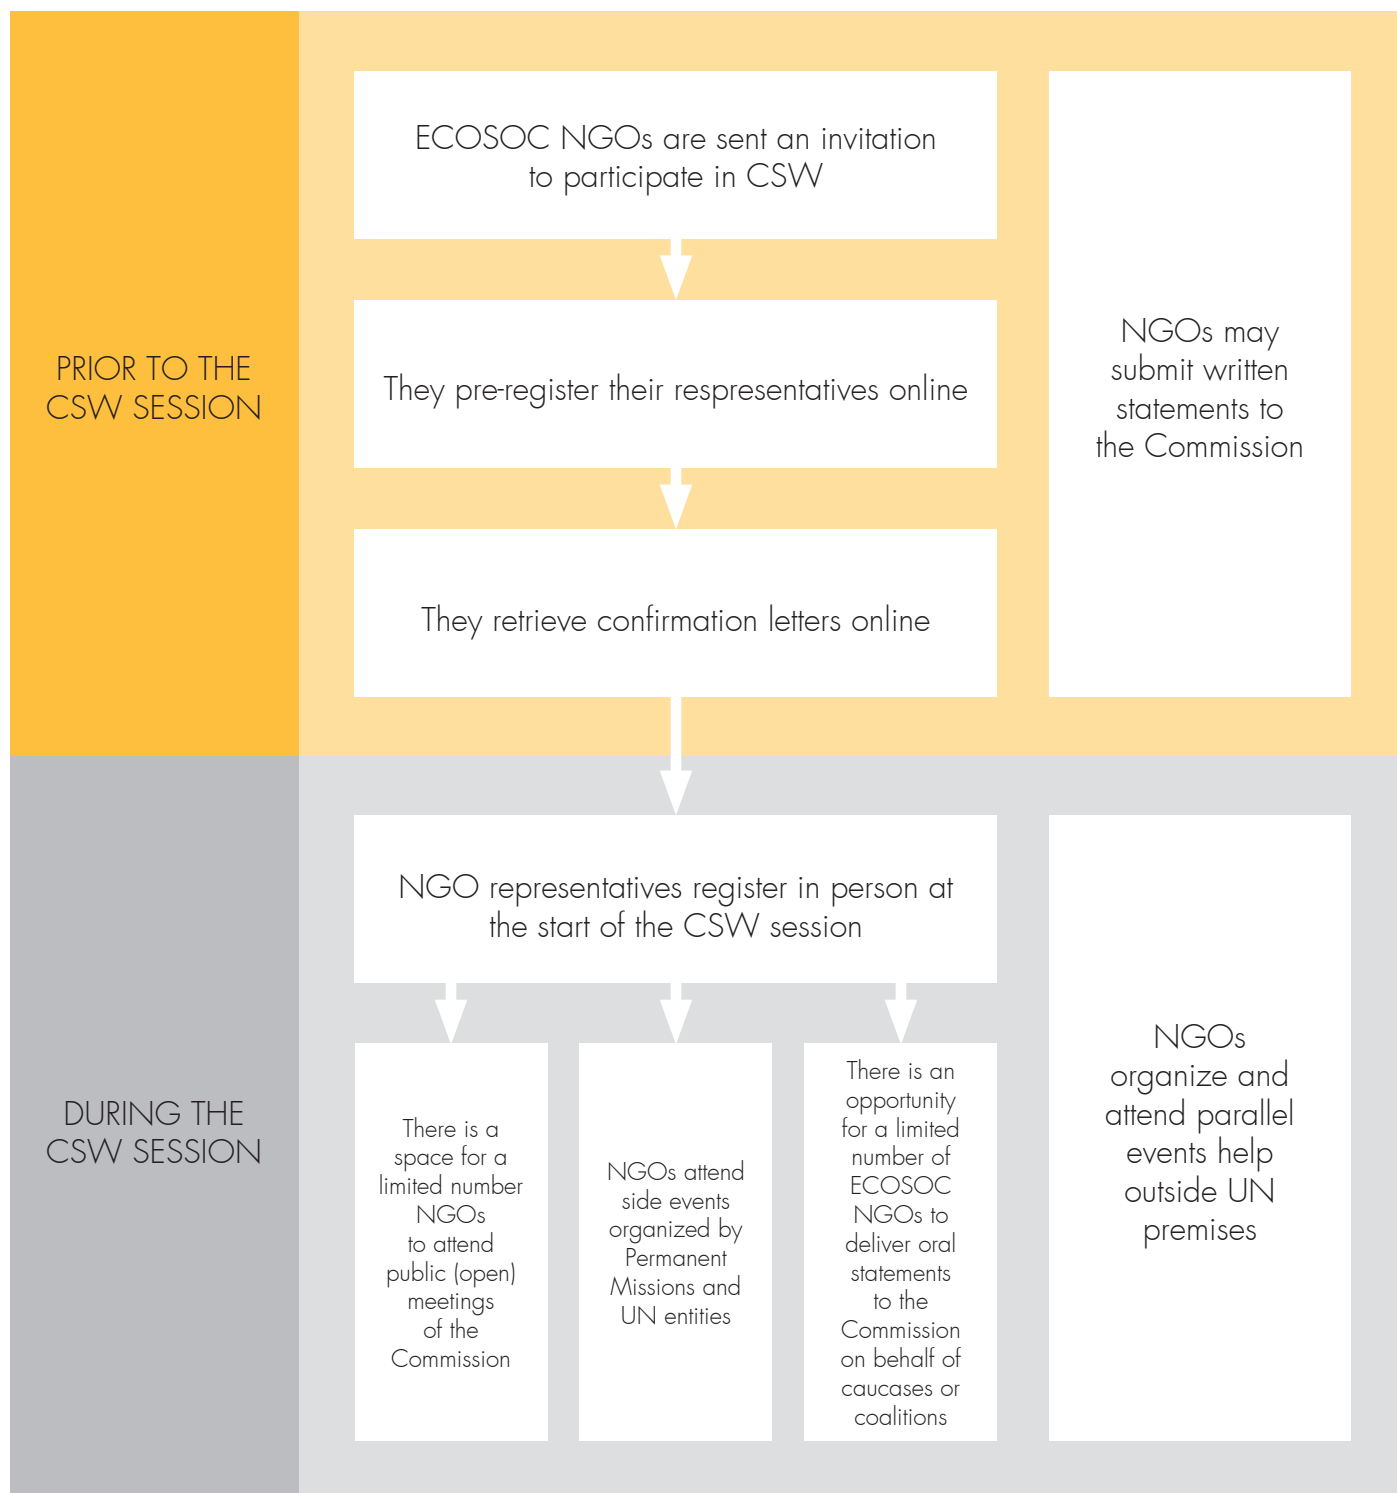 PRIOR TO THE
CSW SESSION
ECOSOC NGOs are sent an invitation
to participate in CSW
They pre-register their respresentatives online
They retrieve confirmation letters online
NGOs may
submit written
statements to
the Commission
DURING THE
CSW SESSION
NGO representatives register in person at
the start of the CSW session
There is a
space for a
limited number
NGOs
to attend
public (open)
meetings
of the
Commission
NGOs attend
side events
organized by
Permanent
Missions and
UN entities
There is an
opportunity
for a limited
number of
ECOSOC
NGOs to
deliver oral
statements
to the
Commission
on behalf of
caucases or
coalitions
NGOs
organize and
attend parallel
events help
outside UN
premises